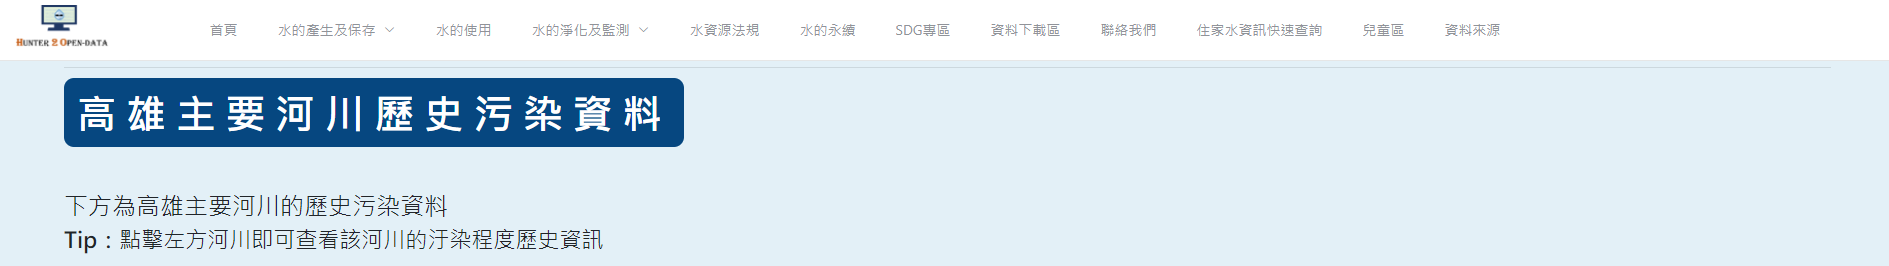 HUNTER 2 OPEN-DATA
首頁 水的產生及保存 水的使用 水的淨化及監測 水資源法規 水的永續 SDG專區 資料下載區 聯絡我們 住家水資訊快速查詢 兒童區 資料來源
高雄主要河川歷史污染資料
下方為高雄主要河川的歷史污染資料
Tip：點擊左方河川即可查看該河川的汙染程度歷史資訊